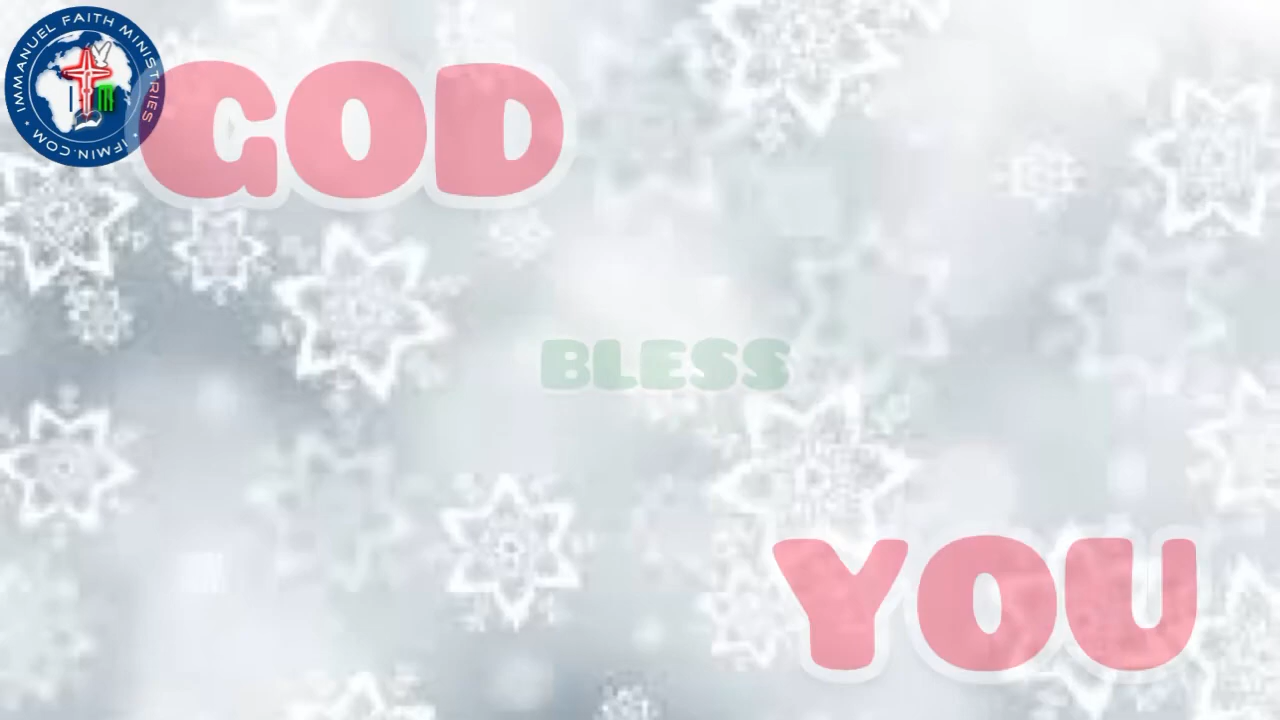 IMMANUEL FAITH MINISTRIES
• IFMIN.COM •
GOD
BLESS
YOU